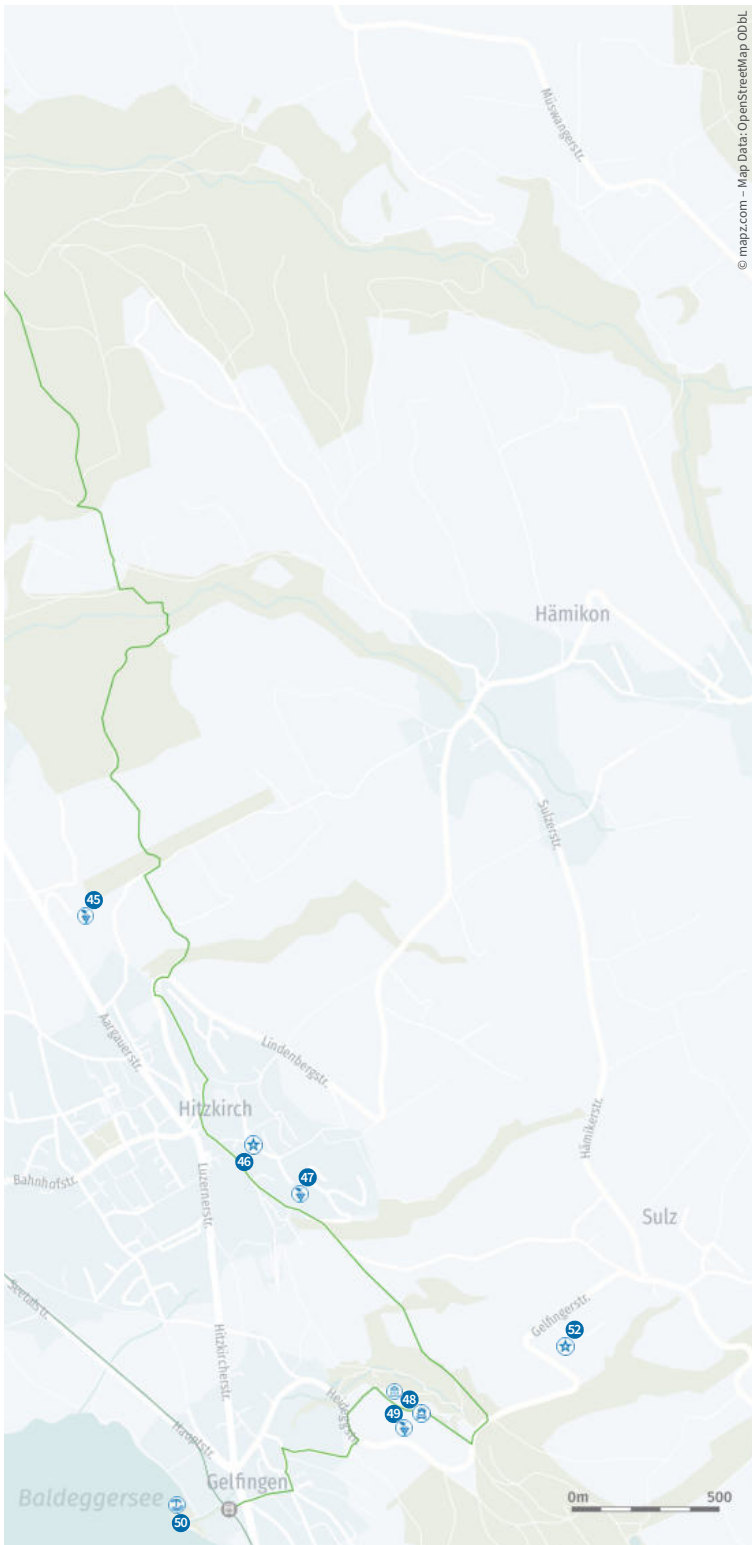 © mapz.com – Map Data: OpenStreetMap ODbL
Müswangerstr.
Hämikon
Sulzerstr.
45
Aargauerstr.
Lindenbergstr.
Hitzkirch
46
47
Hämikerstr.
Bahnhofstr.
Luzernerstr.
Sulz
Seetalstr.
Gelfingerstr.
52
Hitzkircherstr.
Heideggstr.
48
49
Hauptstr.
Gelfingen
Baldeggersee
50
0m 500